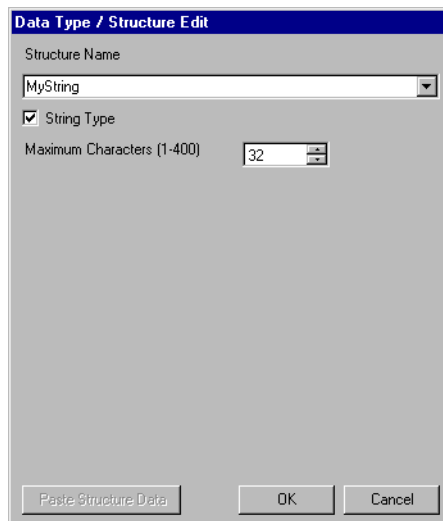 Data Type / Structure Edit
Structure Name
MyString
String Type
Maximum Characters (1-400) 32
Paste Structure Data OK Cancel